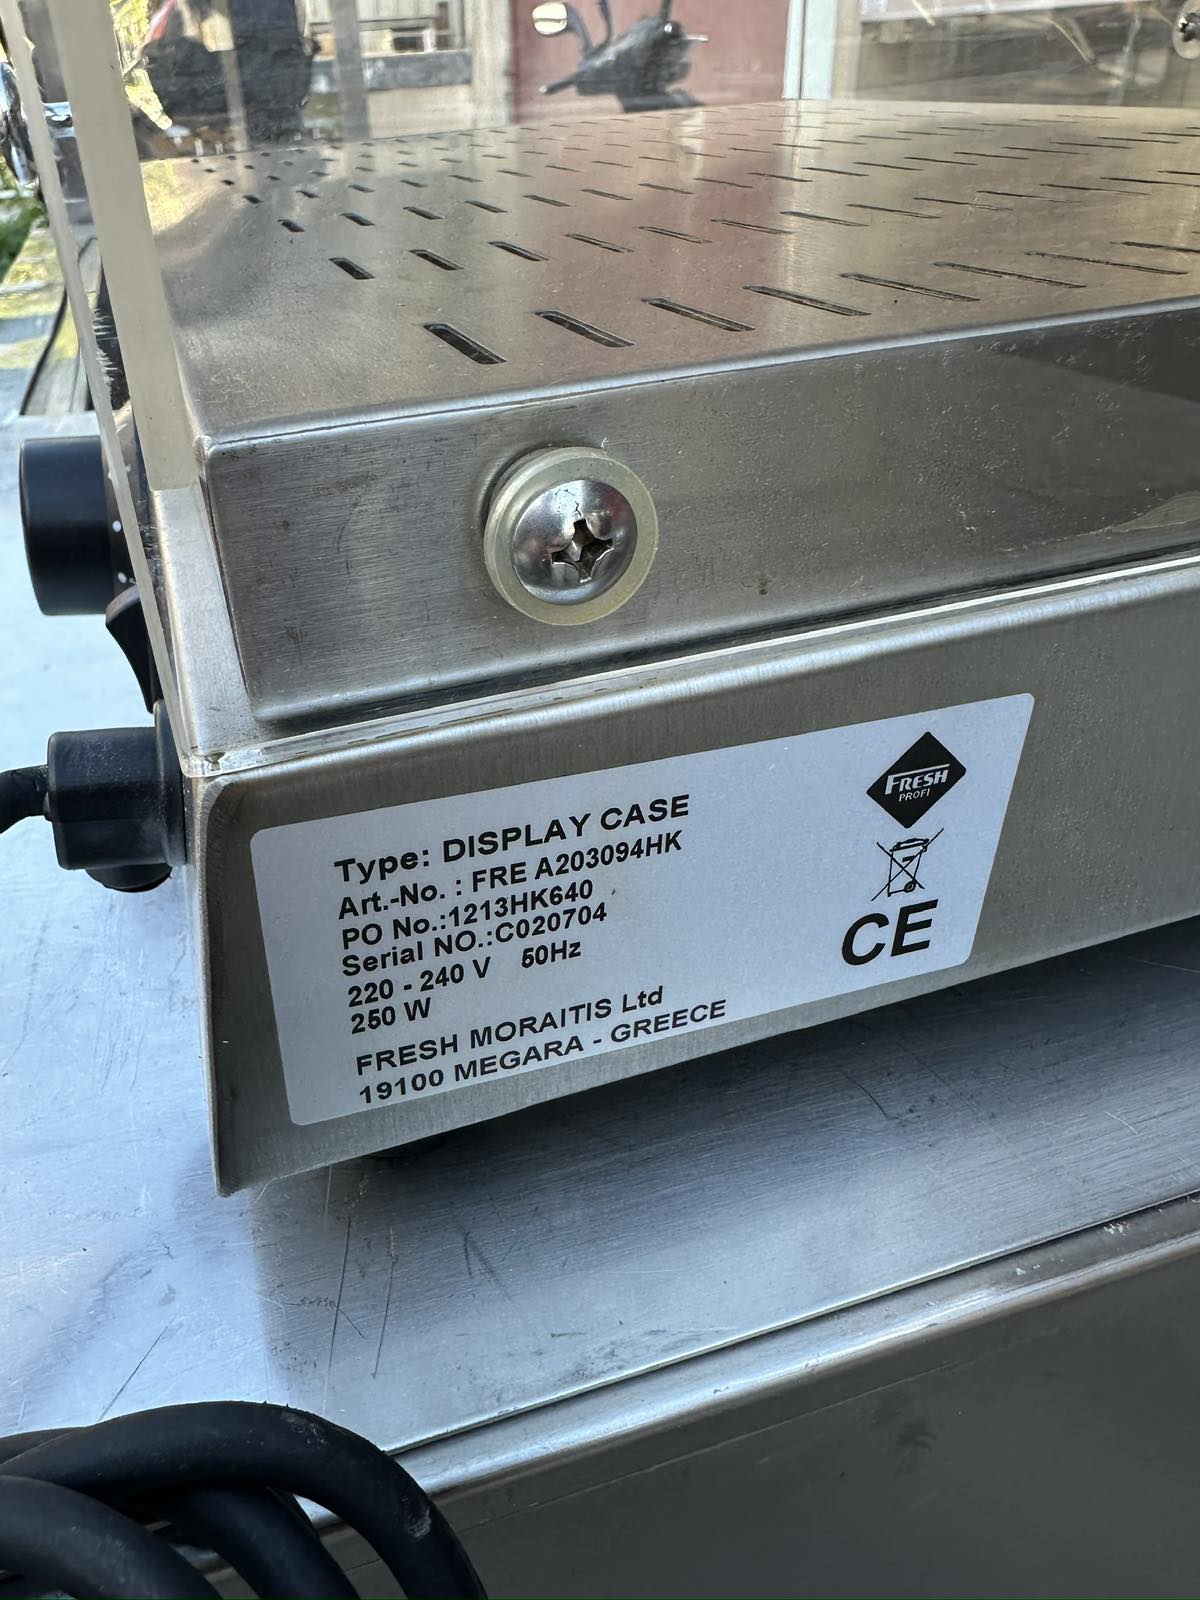 Type: DISPLAY CASE
Art.-No. : FRE A203094HK
PO No.:1213HK640
Serial NO.:C020704
220 - 240 V 50Hz
250 W
FRESH MORAITIS Ltd
19100 MEGARA - GREECE
FRESH
PROFI
CE